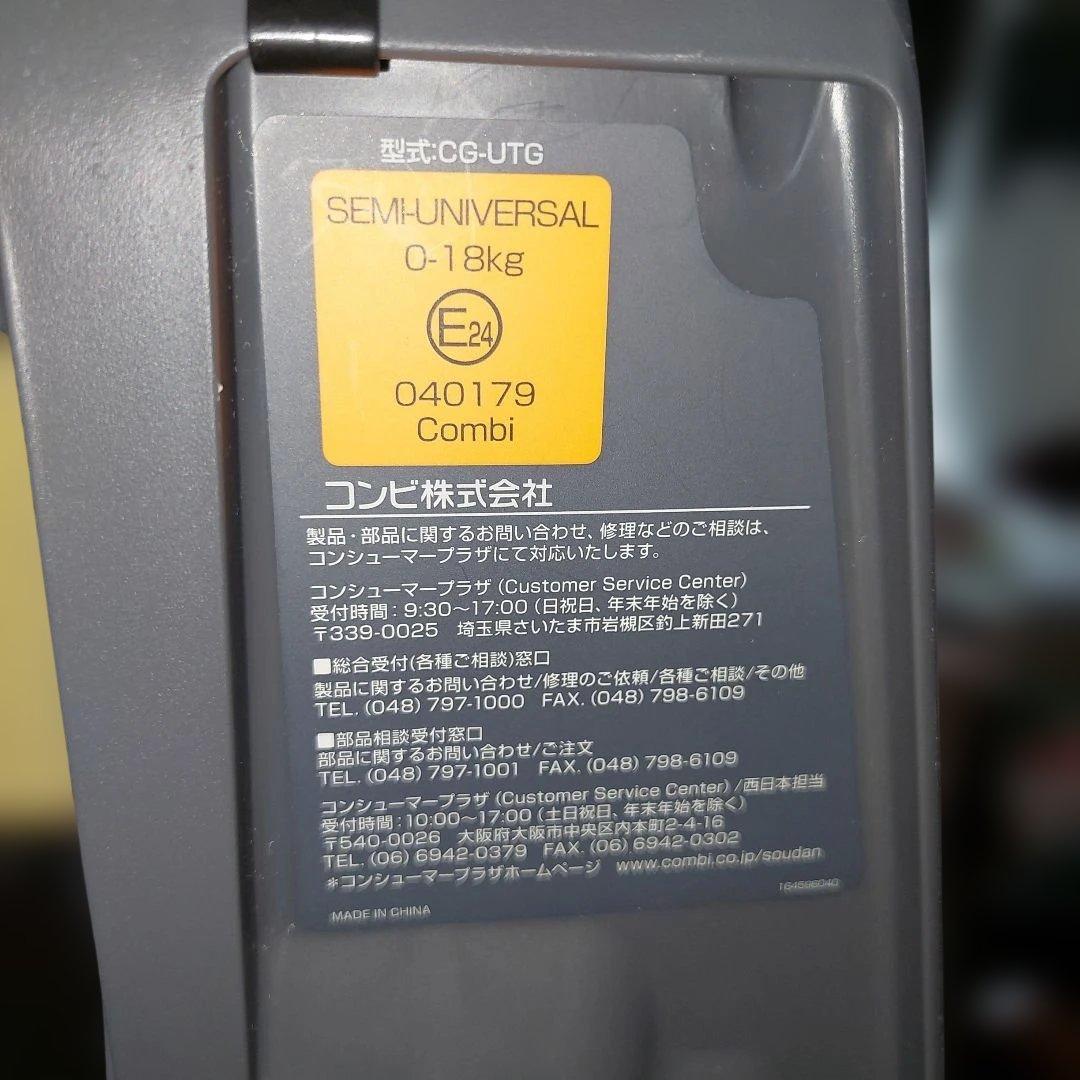 型式:CG-UTG
SEMI-UNIVERSAL
0-18kg
E24
040179
Combi
コンビ株式会社
製品・部品に関するお問い合わせ、修理などのご相談は、
コンシューマープラザにて対応いたします。
コンシューマープラザ (Customer Service Center)
受付時間：9:30〜17:00 (日祝日、年末年始を除く)
〒339-0025 埼玉県さいたま市岩槻区釣上新田271
■総合受付(各種ご相談)窓口
製品に関するお問い合わせ/修理のご依頼/各種ご相談/その他
TEL. (048) 797-1000 FAX. (048) 798-6109
■部品相談受付窓口
部品に関するお問い合わせ/ご注文
TEL. (048) 797-1001 FAX. (048) 798-6109
コンシューマープラザ (Customer Service Center) /西日本担当
受付時間：10:00〜17:00 (土日祝日、年末年始を除く)
〒540-0026 大阪府大阪市中央区内本町2-4-16
TEL. (06) 6942-0379 FAX. (06) 6942-0302
＊コンシューマープラザホームページ www.combi.co.jp/soudan
164596040
MADE IN CHINA